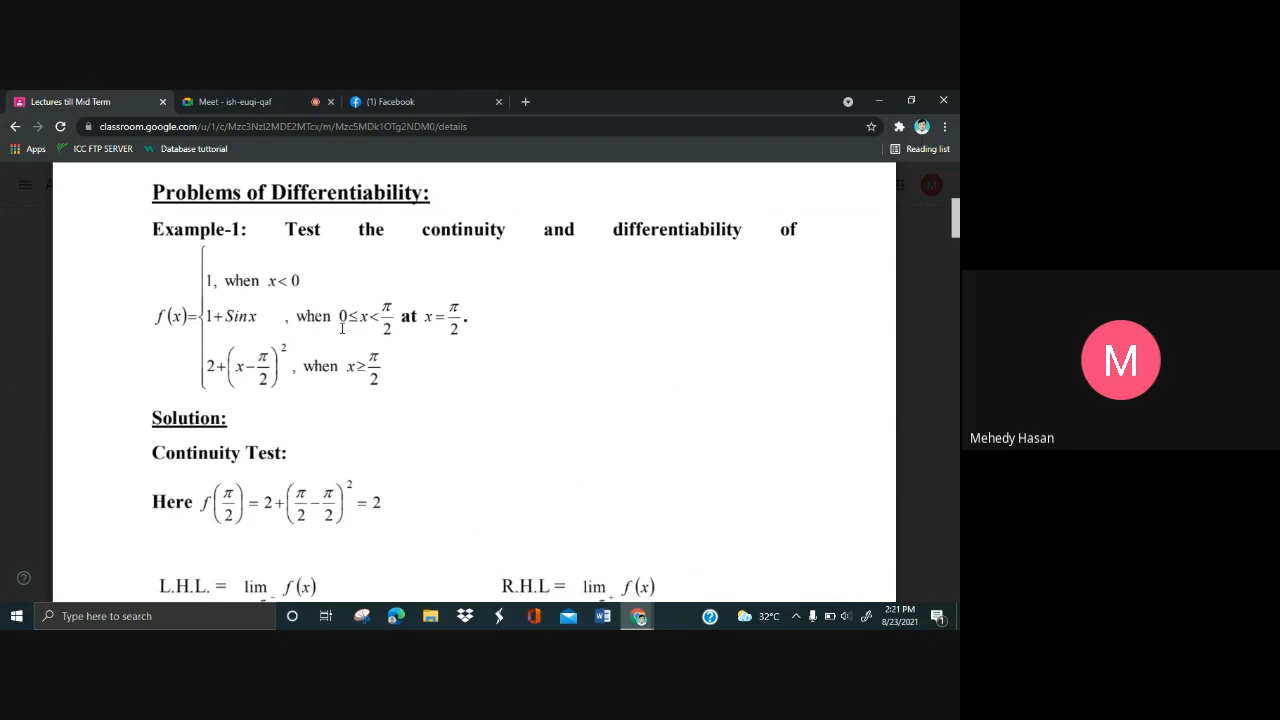 Lectures till Mid Term
Meet - ish-euqi-qaf
(1) Facebook
classroom.google.com/u/1/c/Mzc3NzI2MDE2MTcx/m/Mzc5MDk1OTg2NDM0/details
Apps ICC FTP SERVER Database tuttorial Reading list
Problems of Differentiability:
Example-1: Test the continuity and differentiability of
1, when x < 0
f(x)= { 1+Sinx , when 0≤x<π/2 at x=π/2.
2+(x−π/2)² , when x≥π/2
Solution:
Continuity Test:
Here f(π/2) = 2+(π/2−π/2)² = 2
L.H.L. = lim f(x) R.H.L = lim f(x)
M
M
Mehedy Hasan
Type here to search
32°C
2:21 PM
8/23/2021
1